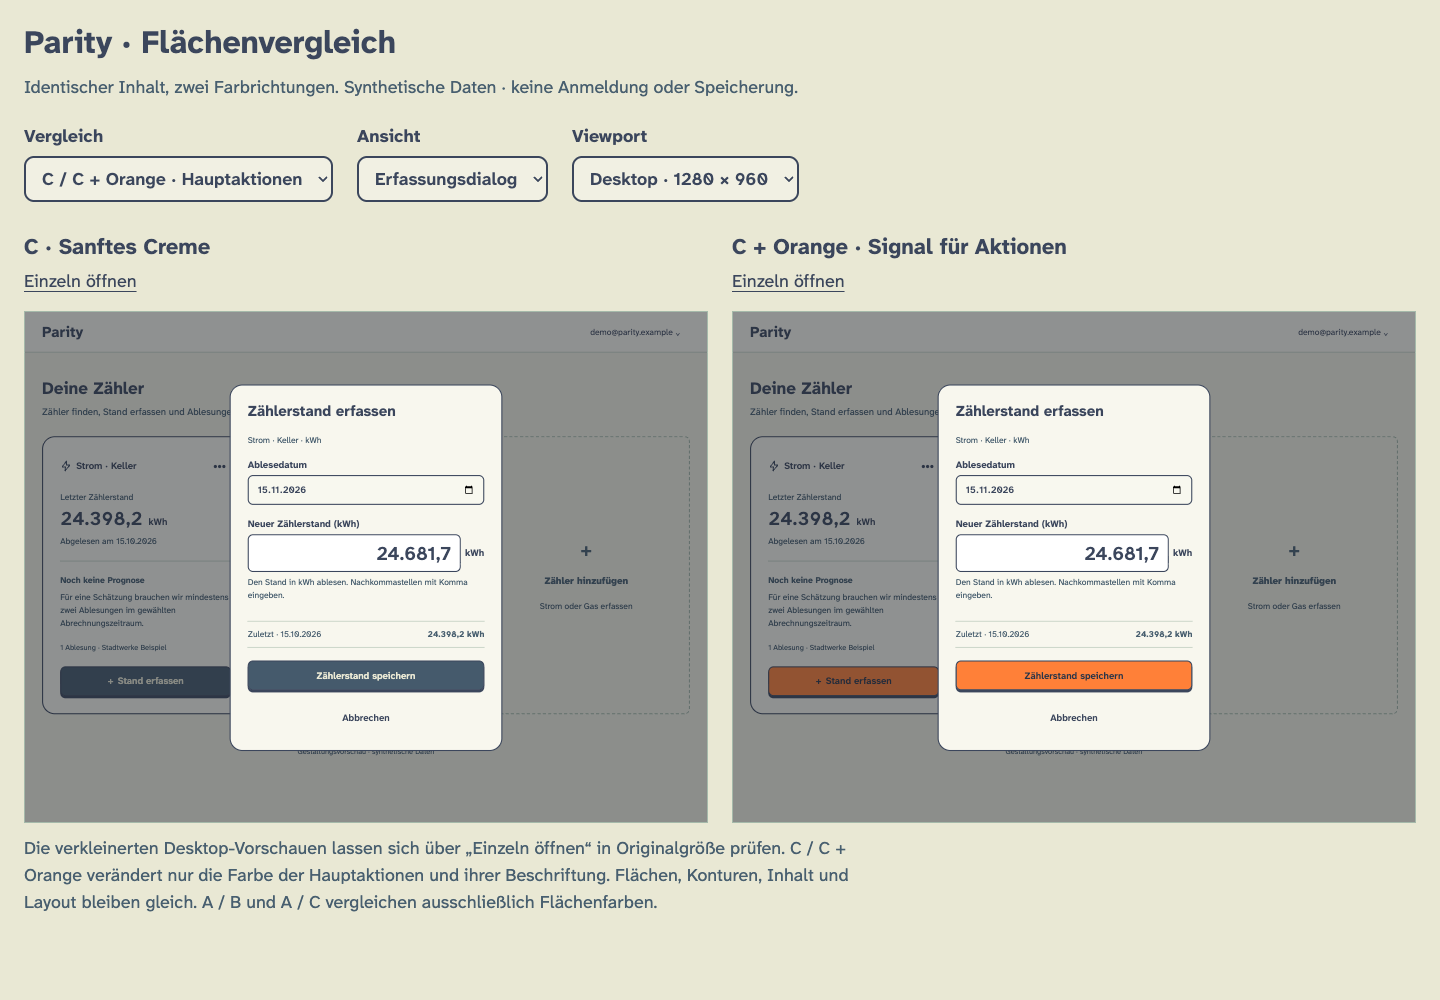 Parity · Flächenvergleich
Identischer Inhalt, zwei Farbrichtungen. Synthetische Daten · keine Anmeldung oder Speicherung.
Vergleich
Ansicht
Viewport
C / C + Orange · Hauptaktionen
Erfassungsdialog
Desktop · 1280 × 960
C · Sanftes Creme
Einzeln öffnen
Parity
demo@parity.example
Deine Zähler
Zähler finden, Stand erfassen und Ablesunge
Strom · Keller
Letzter Zählerstand
24.398,2 kWh
Abgelesen am 15.10.2026
Noch keine Prognose
Für eine Schätzung brauchen wir mindestens
zwei Ablesungen im gewählten
Abrechnungszeitraum.
1 Ablesung · Stadtwerke Beispiel
+ Stand erfassen
Zählerstand erfassen
Strom · Keller · kWh
Ablesedatum
15.11.2026
Neuer Zählerstand (kWh)
24.681,7 kWh
Den Stand in kWh ablesen. Nachkommastellen mit Komma
eingeben.
Zuletzt · 15.10.2026 24.398,2 kWh
Zählerstand speichern
Abbrechen
+
Zähler hinzufügen
Strom oder Gas erfassen
Gestaltungsvorschau · synthetische Daten
C + Orange · Signal für Aktionen
Einzeln öffnen
Parity
demo@parity.example
Deine Zähler
Zähler finden, Stand erfassen und Ablesunge
Strom · Keller
Letzter Zählerstand
24.398,2 kWh
Abgelesen am 15.10.2026
Noch keine Prognose
Für eine Schätzung brauchen wir mindestens
zwei Ablesungen im gewählten
Abrechnungszeitraum.
1 Ablesung · Stadtwerke Beispiel
+ Stand erfassen
Zählerstand erfassen
Strom · Keller · kWh
Ablesedatum
15.11.2026
Neuer Zählerstand (kWh)
24.681,7 kWh
Den Stand in kWh ablesen. Nachkommastellen mit Komma
eingeben.
Zuletzt · 15.10.2026 24.398,2 kWh
Zählerstand speichern
Abbrechen
+
Zähler hinzufügen
Strom oder Gas erfassen
Gestaltungsvorschau · synthetische Daten
Die verkleinerten Desktop-Vorschauen lassen sich über „Einzeln öffnen“ in Originalgröße prüfen. C / C +
Orange verändert nur die Farbe der Hauptaktionen und ihrer Beschriftung. Flächen, Konturen, Inhalt und
Layout bleiben gleich. A / B und A / C vergleichen ausschließlich Flächenfarben.